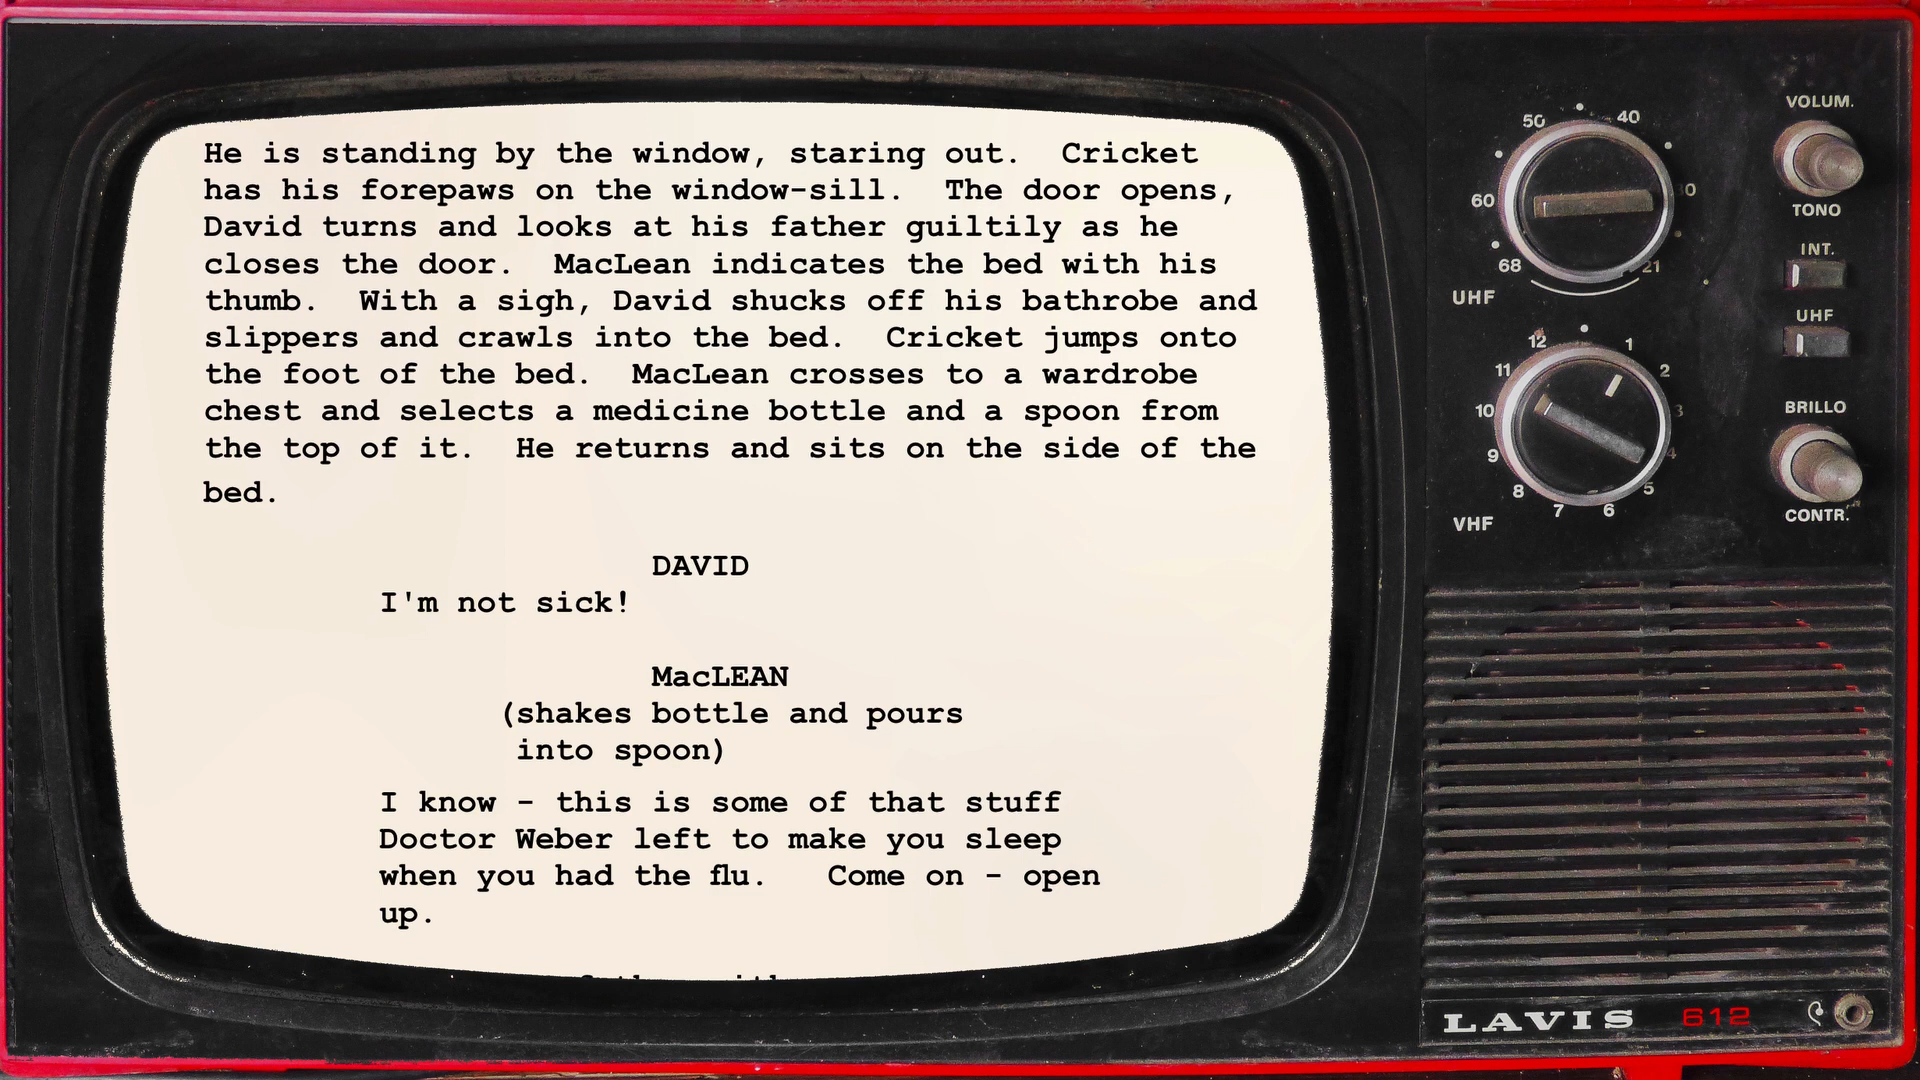 He is standing by the window, staring out.  Cricket
has his forepaws on the window-sill.  The door opens,
David turns and looks at his father guiltily as he
closes the door.  MacLean indicates the bed with his
thumb.  With a sigh, David shucks off his bathrobe and
slippers and crawls into the bed.  Cricket jumps onto
the foot of the bed.  MacLean crosses to a wardrobe
chest and selects a medicine bottle and a spoon from
the top of it.  He returns and sits on the side of the
bed.
DAVID
I'm not sick!
MacLEAN
(shakes bottle and pours
into spoon)
I know - this is some of that stuff
Doctor Weber left to make you sleep
when you had the flu.   Come on - open
up.
50 40
60 30
68 21
UHF
12 1
11 2
10 3
9 4
8 5
7 6
VHF
VOLUM.
TONO
INT.
UHF
BRILLO
CONTR.
LAVIS 612